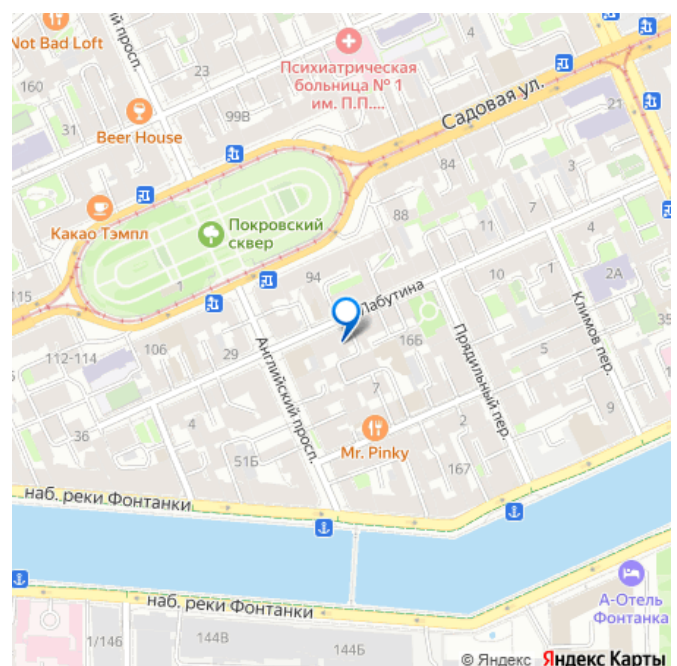 Not Bad Loft
просп.
160
23
Психиатрическая
больница № 1
им. П.П....
Садовая ул.
21
31
99В
Beer House
84
3
Какао Тэмпл
Покровский
сквер
88
11
7
4
115
1
94
Лабутина
10
1
2А
112-114
106
29
Английский просп.
16Б
Прядильный пер.
5
Климов пер.
35
36
7
51Б
Mr. Pinky
2
9
167
наб. реки Фонтанки
наб. реки Фонтанки
А-Отель
Фонтанка
1/146
144В
144Б
© Яндекс Яндекс Карты